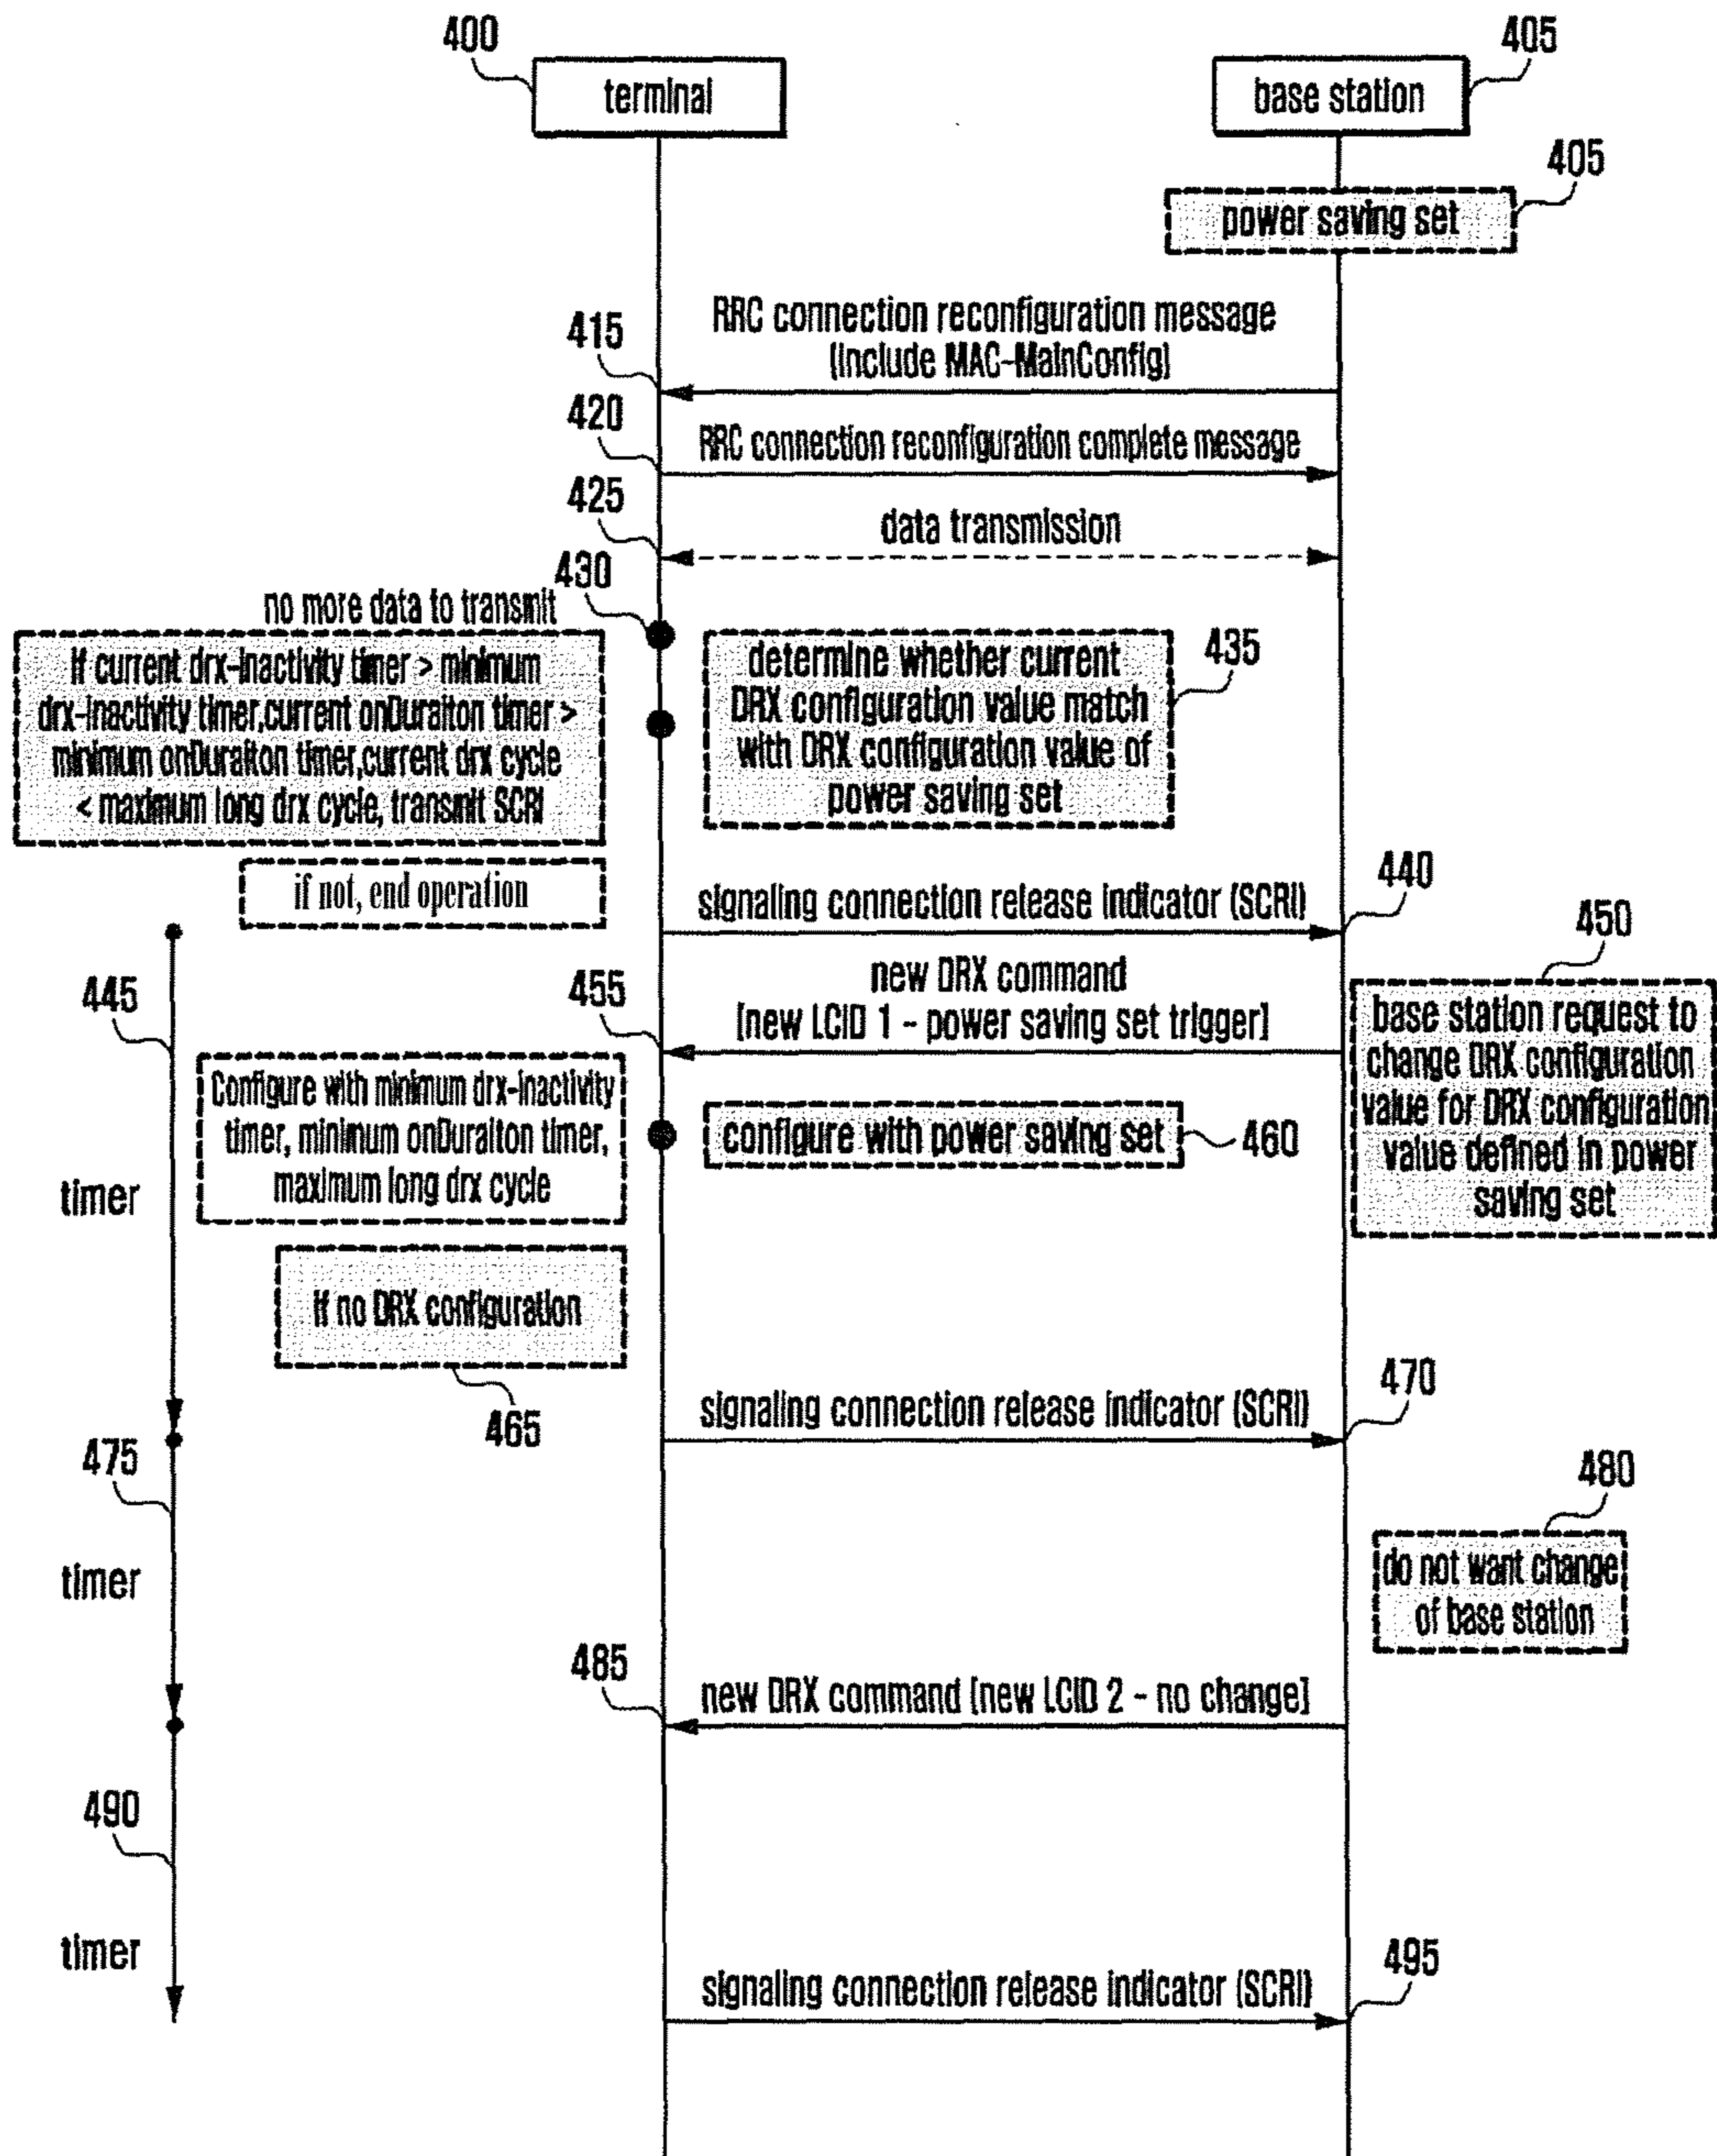 400
405
terminal
base station
405
power saving set
RRC connection reconfiguration message
(include MAC-MainConfig)
415
420
RRC connection reconfiguration complete message
425
data transmission
430
no more data to transmit
if current drx-inactivity timer > minimum
drx-inactivity timer,current onDuraiton timer >
minimum onDuraiton timer,current drx cycle
< maximum long drx cycle, transmit SCRI
determine whether current
DRX configuration value match
with DRX configuration value of
power saving set
435
if not, end operation
signaling connection release indicator (SCRI)
440
445
new DRX command
[new LCID 1 - power saving set trigger]
455
450
base station request to
change DRX configuration
value for DRX configuration
value defined in power
saving set
Configure with minimum drx-inactivity
timer, minimum onDuraiton timer,
maximum long drx cycle
configure with power saving set
460
timer
if no DRX configuration
465
signaling connection release indicator (SCRI)
470
475
480
timer
do not want change
of base station
485
new DRX command [new LCID 2 - no change]
490
timer
signaling connection release indicator (SCRI)
495